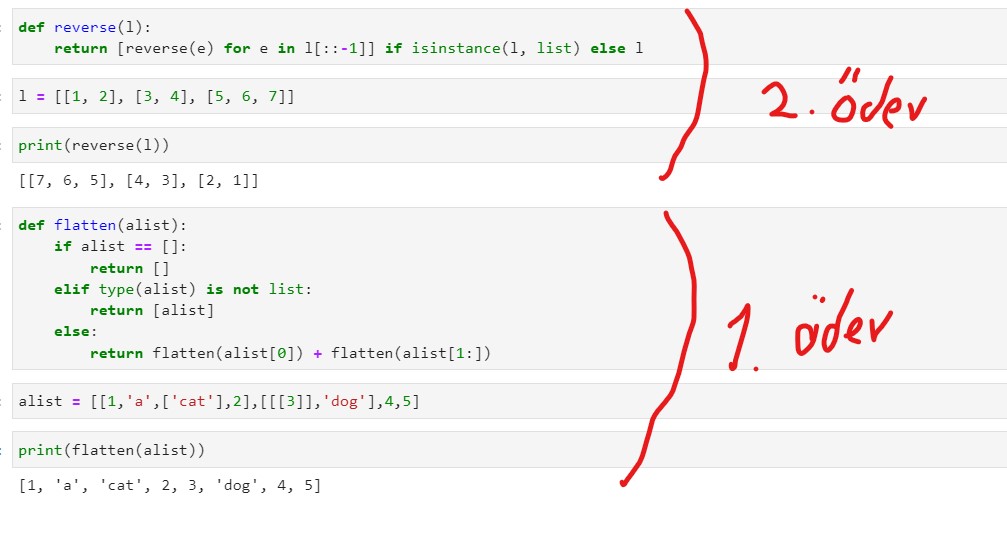 def reverse(l):
    return [reverse(e) for e in l[::-1]] if isinstance(l, list) else l
l = [[1, 2], [3, 4], [5, 6, 7]]
2. ödev
print(reverse(l))
[[7, 6, 5], [4, 3], [2, 1]]
def flatten(alist):
    if alist == []:
        return []
    elif type(alist) is not list:
        return [alist]
    else:
        return flatten(alist[0]) + flatten(alist[1:])
1. ödev
alist = [[1,'a',['cat'],2],[[[3]],'dog'],4,5]
print(flatten(alist))
[1, 'a', 'cat', 2, 3, 'dog', 4, 5]